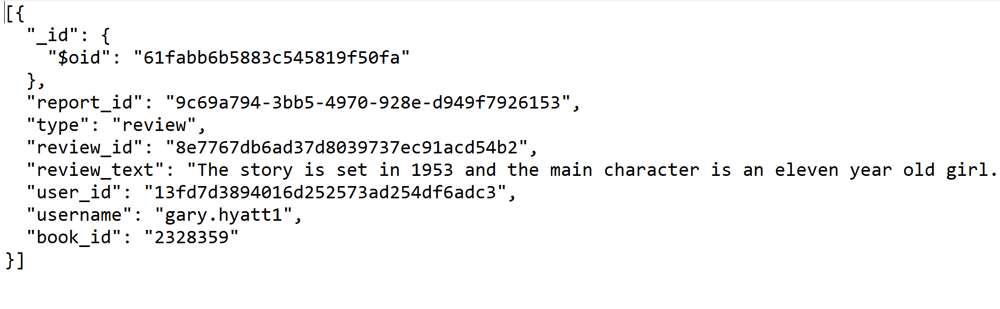 [{
  "_id": {
    "$oid": "61fabb6b5883c545819f50fa"
  },
  "report_id": "9c69a794-3bb5-4970-928e-d949f7926153",
  "type": "review",
  "review_id": "8e7767db6ad37d8039737ec91acd54b2",
  "review_text": "The story is set in 1953 and the main character is an eleven year old girl.
  "user_id": "13fd7d3894016d252573ad254df6adc3",
  "username": "gary.hyatt1",
  "book_id": "2328359"
}]